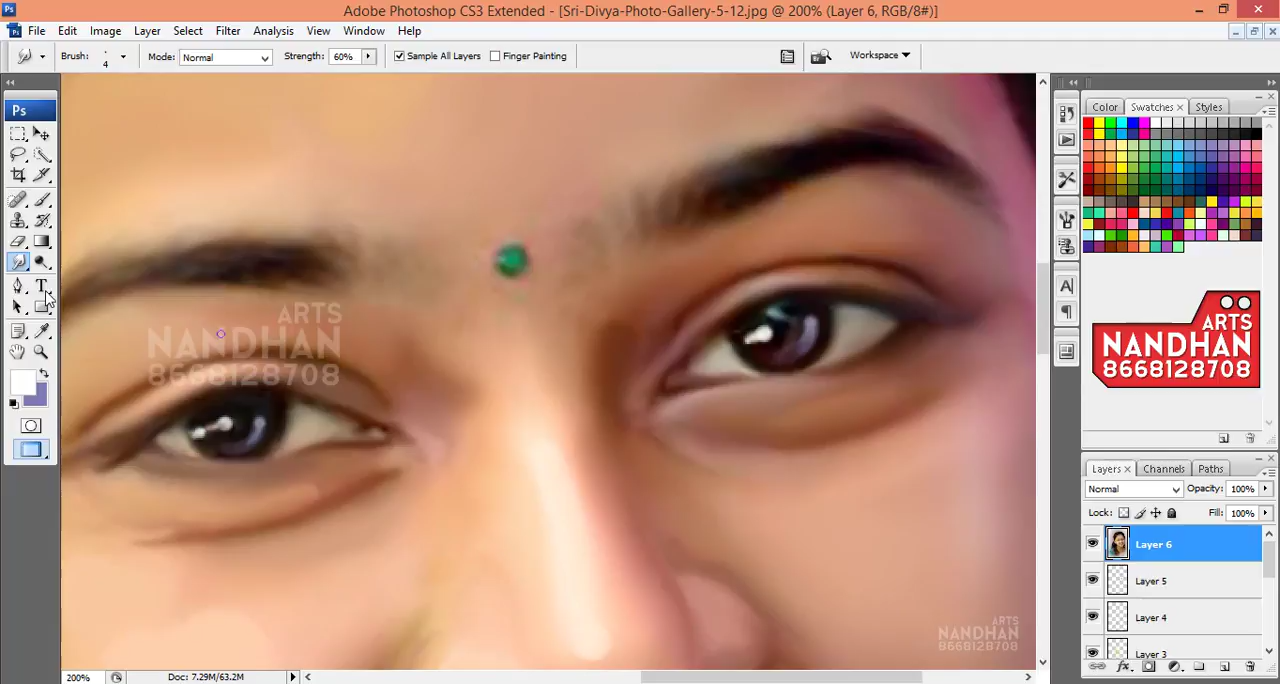 Adobe Photoshop CS3 Extended - [Sri-Divya-Photo-Gallery-5-12.jpg @ 200% (Layer 6, RGB/8#)]
File Edit Image Layer Select Filter Analysis View Window Help
Brush: 4 Mode: Normal Strength: 60% Sample All Layers Finger Painting Workspace
Ps
Color Swatches Styles
ARTS
NANDHAN
8668128708
ARTS
NANDHAN
8668128708
Layers Channels Paths
Normal Opacity: 100%
Lock: Fill: 100%
Layer 6
Layer 5
Layer 4
Layer 3
ARTS
NANDHAN
8668128708
200% Doc: 7.29M/63.2M